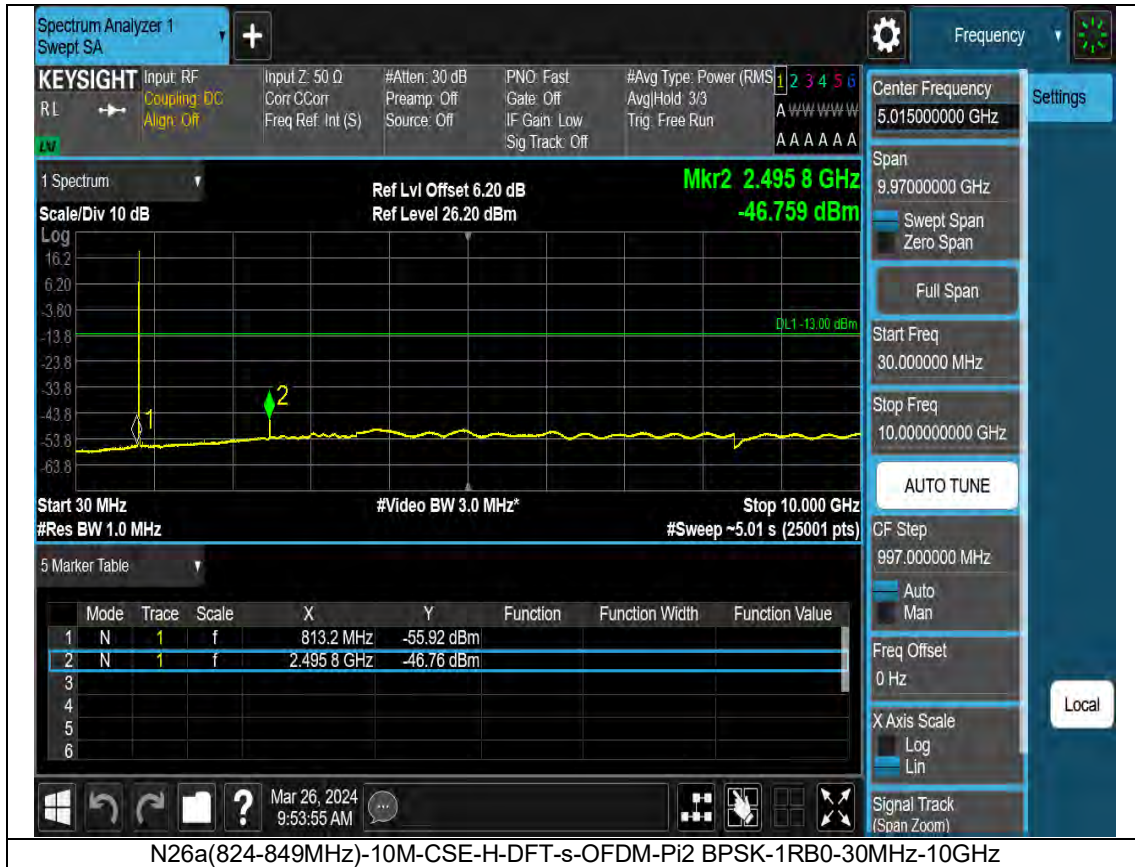 Spectrum Analyzer 1
Swept SA
Frequency
KEYSIGHT
RL
Input: RF
Coupling: DC
Align: Off
Input Z: 50 Ω
Corr CCorr
Freq Ref: Int (S)
#Atten: 30 dB
Preamp: Off
Source: Off
PNO: Fast
Gate: Off
IF Gain: Low
Sig Track: Off
#Avg Type: Power (RMS
Avg|Hold: 3/3
Trig: Free Run
1 2 3 4 5 6
A W W W W W
A A A A A A
1 Spectrum
Scale/Div 10 dB
Ref Lvl Offset 6.20 dB
Ref Level 26.20 dBm
Mkr2 2.495 8 GHz
-46.759 dBm
Log
16.2
6.20
-3.80
-13.8
-23.8
-33.8
-43.8
-53.8
-63.8
DL1 -13.00 dBm
1
2
Start 30 MHz
#Res BW 1.0 MHz
#Video BW 3.0 MHz*
Stop 10.000 GHz
#Sweep ~5.01 s (25001 pts)
5 Marker Table
Mode Trace Scale X Y Function Function Width Function Value
1 N 1 f 813.2 MHz -55.92 dBm
2 N 1 f 2.495 8 GHz -46.76 dBm
3
4
5
6
Mar 26, 2024
9:53:55 AM
Center Frequency
5.015000000 GHz
Settings
Span
9.97000000 GHz
Swept Span
Zero Span
Full Span
Start Freq
30.000000 MHz
Stop Freq
10.000000000 GHz
AUTO TUNE
CF Step
997.000000 MHz
Auto
Man
Freq Offset
0 Hz
X Axis Scale
Log
Lin
Local
Signal Track
(Span Zoom)
N26a(824-849MHz)-10M-CSE-H-DFT-s-OFDM-Pi2 BPSK-1RB0-30MHz-10GHz